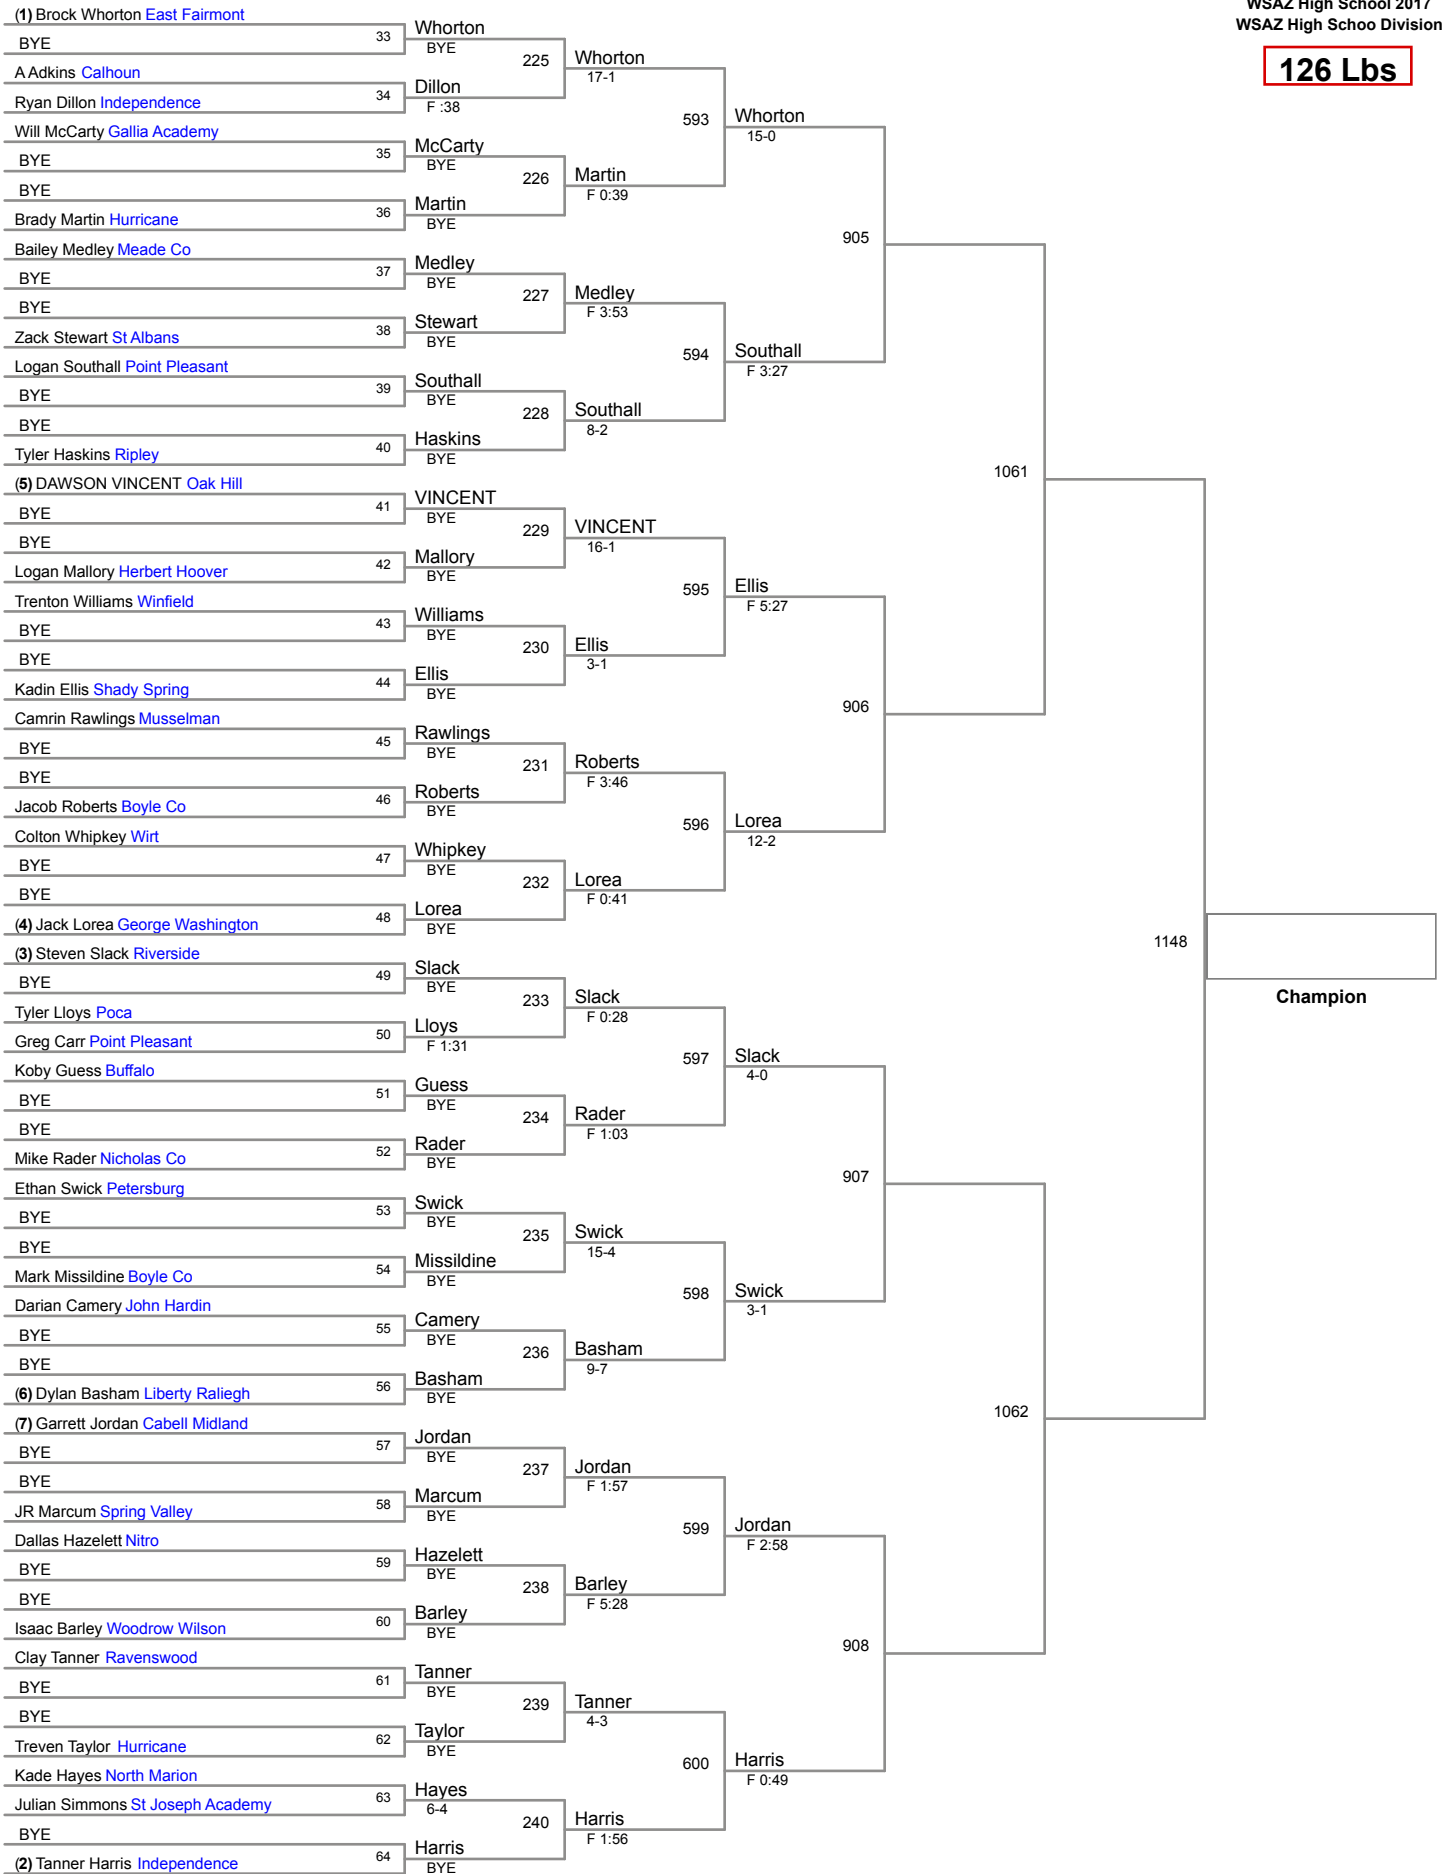 WSAZ High School 2017
WSAZ High Schoo Division
126 Lbs
(1) Brock Whorton East Fairmont
BYE
A Adkins Calhoun
Ryan Dillon Independence
Will McCarty Gallia Academy
BYE
BYE
Brady Martin Hurricane
Bailey Medley Meade Co
BYE
BYE
Zack Stewart St Albans
Logan Southall Point Pleasant
BYE
BYE
Tyler Haskins Ripley
(5) DAWSON VINCENT Oak Hill
BYE
BYE
Logan Mallory Herbert Hoover
Trenton Williams Winfield
BYE
BYE
Kadin Ellis Shady Spring
Camrin Rawlings Musselman
BYE
BYE
Jacob Roberts Boyle Co
Colton Whipkey Wirt
BYE
BYE
(4) Jack Lorea George Washington
(3) Steven Slack Riverside
BYE
Tyler Lloys Poca
Greg Carr Point Pleasant
Koby Guess Buffalo
BYE
BYE
Mike Rader Nicholas Co
Ethan Swick Petersburg
BYE
BYE
Mark Missildine Boyle Co
Darian Camery John Hardin
BYE
BYE
(6) Dylan Basham Liberty Raliegh
(7) Garrett Jordan Cabell Midland
BYE
BYE
JR Marcum Spring Valley
Dallas Hazelett Nitro
BYE
BYE
Isaac Barley Woodrow Wilson
Clay Tanner Ravenswood
BYE
BYE
Treven Taylor Hurricane
Kade Hayes North Marion
Julian Simmons St Joseph Academy
BYE
(2) Tanner Harris Independence
33
34
35
36
37
38
39
40
41
42
43
44
45
46
47
48
49
50
51
52
53
54
55
56
57
58
59
60
61
62
63
64
Whorton
BYE
Dillon
F :38
McCarty
BYE
Martin
BYE
Medley
BYE
Stewart
BYE
Southall
BYE
Haskins
BYE
VINCENT
BYE
Mallory
BYE
Williams
BYE
Ellis
BYE
Rawlings
BYE
Roberts
BYE
Whipkey
BYE
Lorea
BYE
Slack
BYE
Lloys
F 1:31
Guess
BYE
Rader
BYE
Swick
BYE
Missildine
BYE
Camery
BYE
Basham
BYE
Jordan
BYE
Marcum
BYE
Hazelett
BYE
Barley
BYE
Tanner
BYE
Taylor
BYE
Hayes
6-4
Harris
BYE
225
226
227
228
229
230
231
232
233
234
235
236
237
238
239
240
Whorton
17-1
Martin
F 0:39
Medley
F 3:53
Southall
8-2
VINCENT
16-1
Ellis
3-1
Roberts
F 3:46
Lorea
F 0:41
Slack
F 0:28
Rader
F 1:03
Swick
15-4
Basham
9-7
Jordan
F 1:57
Barley
F 5:28
Tanner
4-3
Harris
F 1:56
593
594
595
596
597
598
599
600
Whorton
15-0
Southall
F 3:27
Ellis
F 5:27
Lorea
12-2
Slack
4-0
Swick
3-1
Jordan
F 2:58
Harris
F 0:49
905
906
907
908
1061
1062
1148
Champion